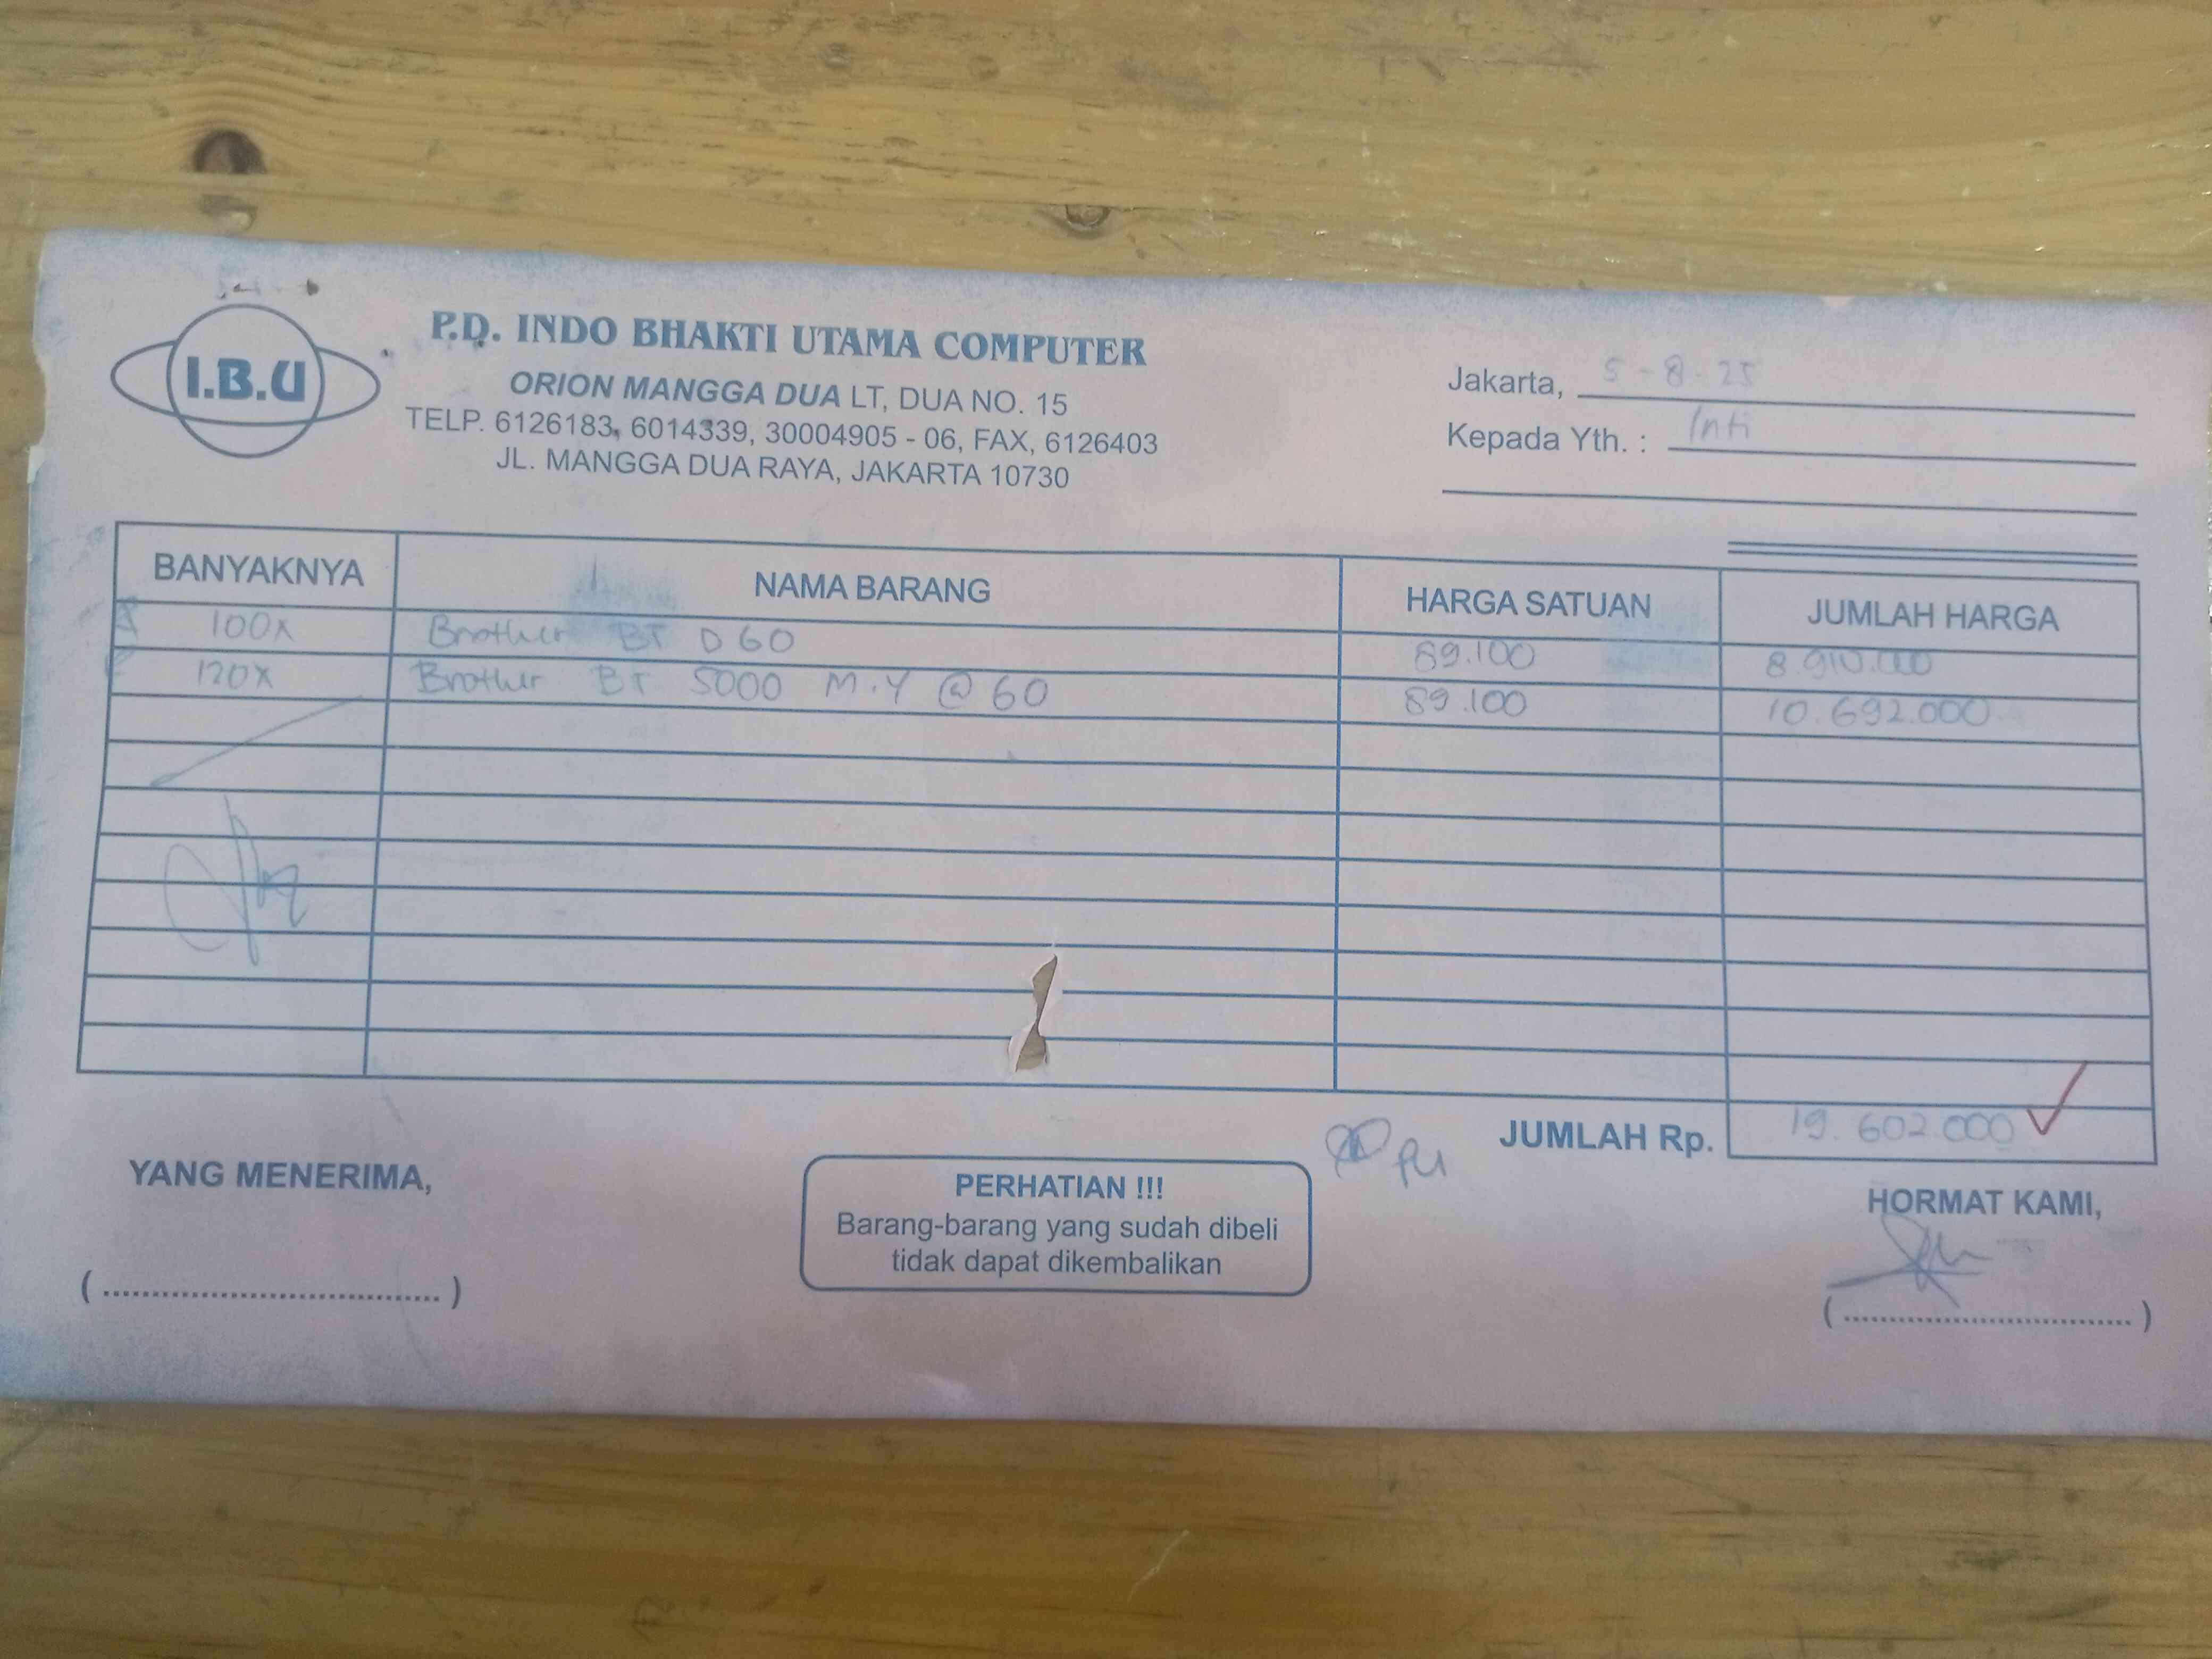 I.B.U
P.D. INDO BHAKTI UTAMA COMPUTER
ORION MANGGA DUA LT, DUA NO. 15
TELP. 6126183, 6014339, 30004905 - 06, FAX, 6126403
JL. MANGGA DUA RAYA, JAKARTA 10730
Jakarta, 5-8-25
Kepada Yth. : Inti
BANYAKNYA NAMA BARANG HARGA SATUAN JUMLAH HARGA
100x Brother BT D60 89.100 8.910.000
120x Brother BT 5000 M.Y @ 60 89.100 10.692.000
JUMLAH Rp. 19.602.000
YANG MENERIMA,
PERHATIAN !!!
Barang-barang yang sudah dibeli
tidak dapat dikembalikan
HORMAT KAMI,
(..................................)
(..................................)